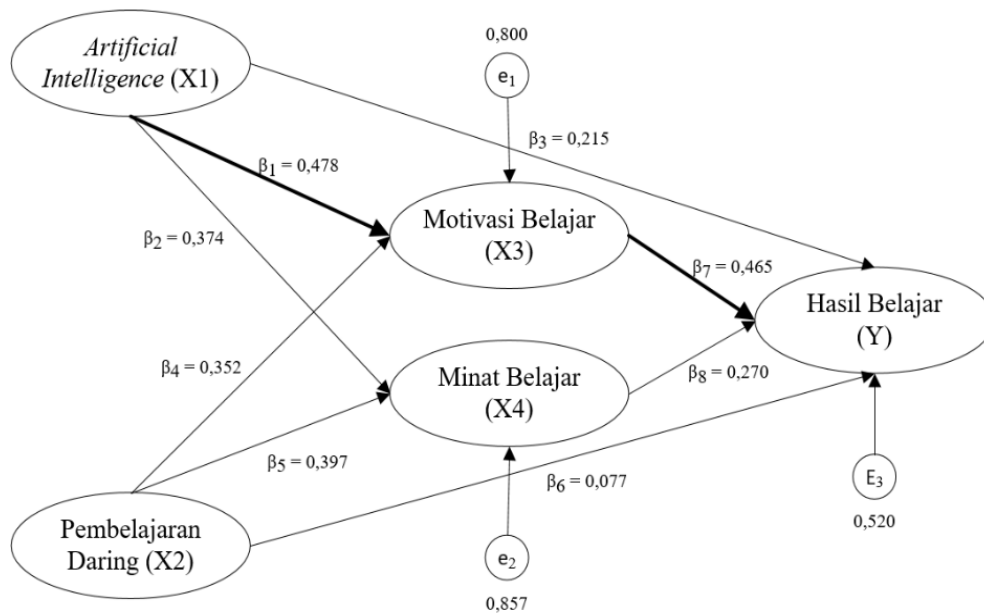 Artificial
Intelligence (X1)
0,800
e₁
β₃ = 0,215
β₁ = 0,478
Motivasi Belajar
(X3)
β₂ = 0,374
β₇ = 0,465
Hasil Belajar
(Y)
β₄ = 0,352
Minat Belajar
(X4)
β₈ = 0,270
β₅ = 0,397
β₆ = 0,077
E₃
0,520
Pembelajaran
Daring (X2)
e₂
0,857